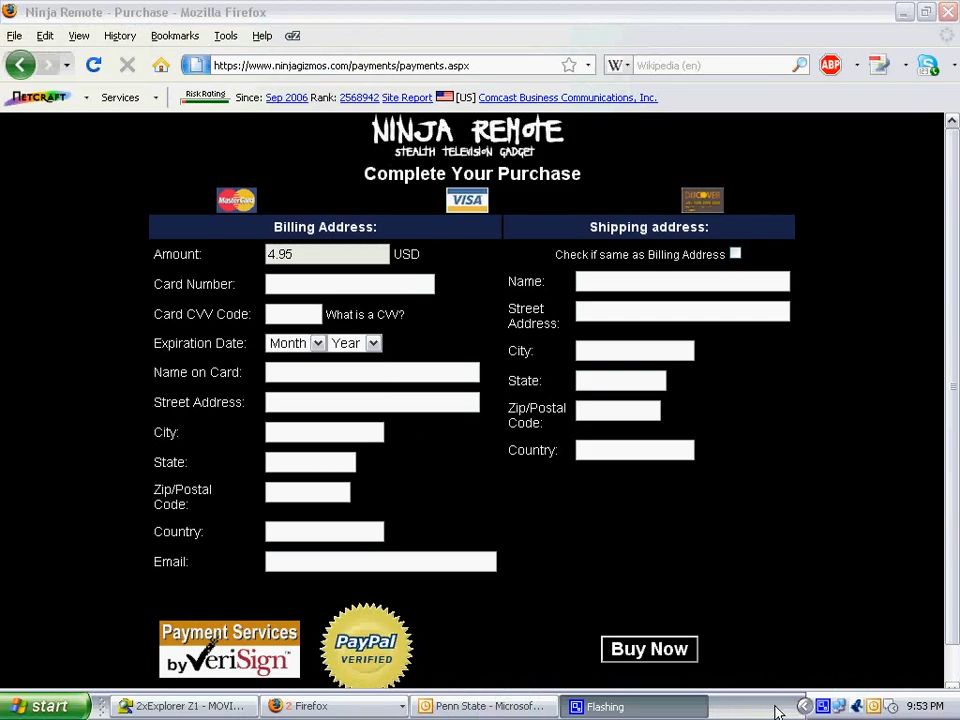 Ninja Remote - Purchase - Mozilla Firefox
File Edit View History Bookmarks Tools Help
https://www.ninjagizmos.com/payments/payments.aspx W Wikipedia (en) ABP
NETCRAFT Services Risk Rating Since: Sep 2006 Rank: 2568942 Site Report [US] Comcast Business Communications, Inc.
NINJA REMOTE
STEALTH TELEVISION GADGET
Complete Your Purchase
MasterCard VISA DISCOVER
Billing Address:
Amount: 4.95 USD
Card Number:
Card CVV Code: What is a CVV?
Expiration Date: Month Year
Name on Card:
Street Address:
City:
State:
Zip/Postal
Code:
Country:
Email:
Shipping address:
Check if same as Billing Address
Name:
Street
Address:
City:
State:
Zip/Postal
Code:
Country:
Payment Services
by VeriSign
PayPal
VERIFIED
Buy Now
start 2xExplorer Z1 - MOVI... 2 Firefox Penn State - Microsof... Flashing 9:53 PM